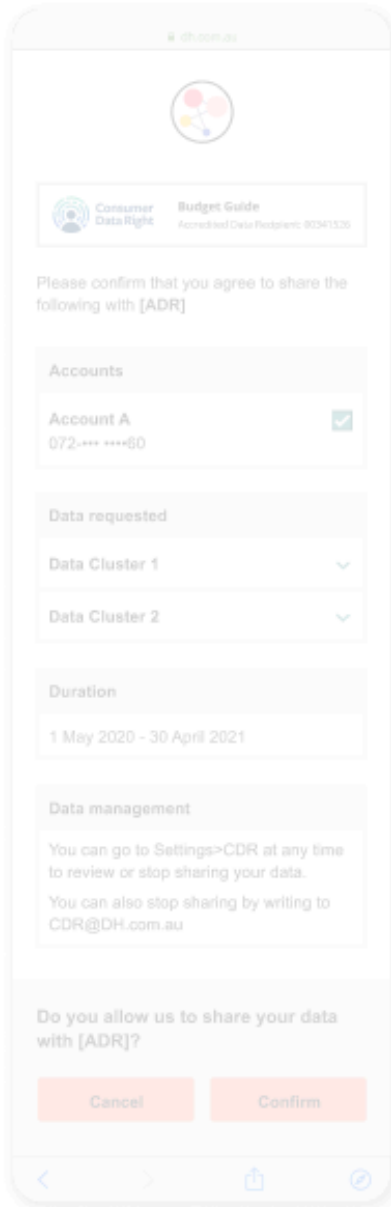 dh.com.au
Consumer
Data Right
Budget Guide
Accredited Data Recipient: 00341526
Please confirm that you agree to share the
following with [ADR]
Accounts
Account A
072-••• ••••60
Data requested
Data Cluster 1
Data Cluster 2
Duration
1 May 2020 - 30 April 2021
Data management
You can go to Settings>CDR at any time
to review or stop sharing your data.
You can also stop sharing by writing to
CDR@DH.com.au
Do you allow us to share your data
with [ADR]?
Cancel
Confirm